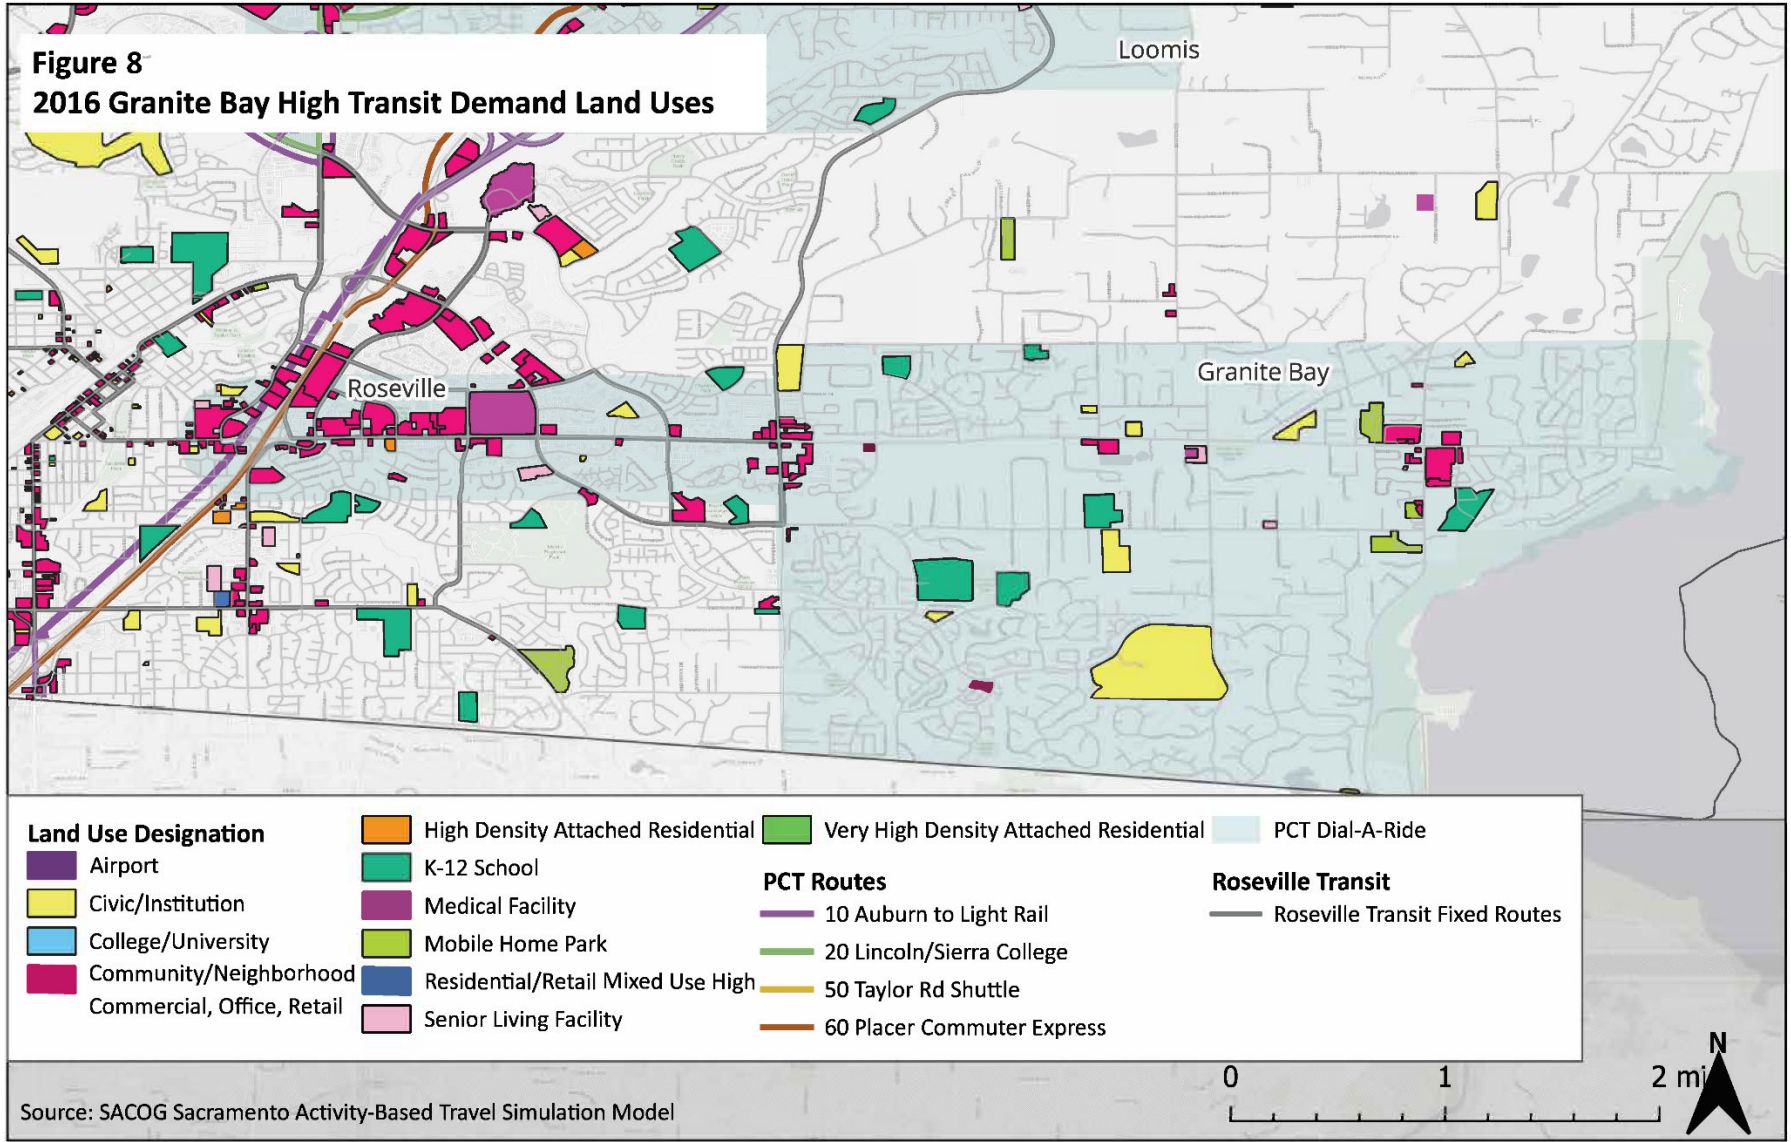 Figure 8
2016 Granite Bay High Transit Demand Land Uses
Loomis
Roseville
Granite Bay
Land Use Designation
Airport
Civic/Institution
College/University
Community/Neighborhood
Commercial, Office, Retail
High Density Attached Residential
K-12 School
Medical Facility
Mobile Home Park
Residential/Retail Mixed Use High
Senior Living Facility
Very High Density Attached Residential
PCT Routes
10 Auburn to Light Rail
20 Lincoln/Sierra College
50 Taylor Rd Shuttle
60 Placer Commuter Express
PCT Dial-A-Ride
Roseville Transit
Roseville Transit Fixed Routes
N
0 1 2 mi
Source: SACOG Sacramento Activity-Based Travel Simulation Model